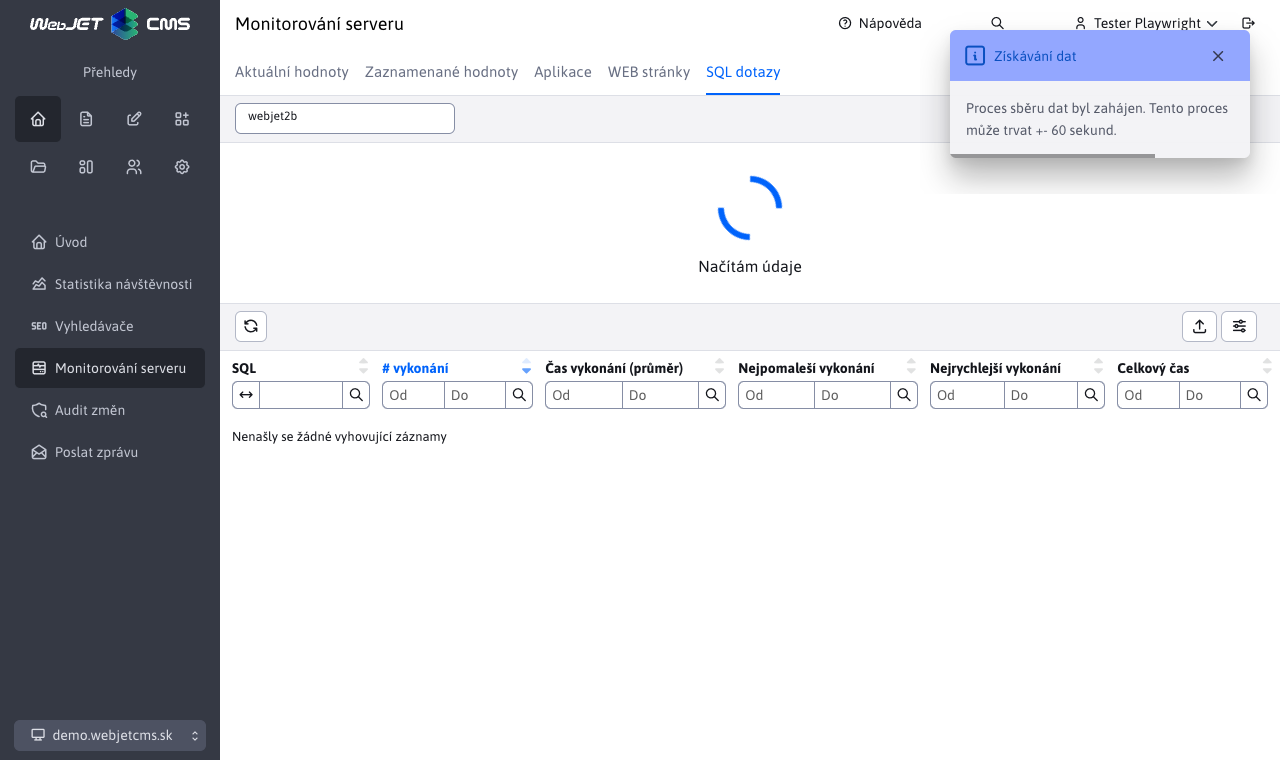 WebJET CMS
Monitorování serveru
Nápověda
Tester Playwright
Přehledy
Aktuální hodnoty
Zaznamenané hodnoty
Aplikace
WEB stránky
SQL dotazy
webjet2b
Získávání dat
Proces sběru dat byl zahájen. Tento proces
může trvat +- 60 sekund.
Úvod
Statistika návštěvnosti
SEO Vyhledávače
Monitorování serveru
Audit změn
Poslat zprávu
demo.webjetcms.sk
Načítám údaje
SQL
# vykonání
Čas vykonání (průměr)
Nejpomaleši vykonání
Nejrychlejší vykonání
Celkový čas
Od Do
Od Do
Od Do
Od Do
Od Do
Nenašly se žádné vyhovující záznamy